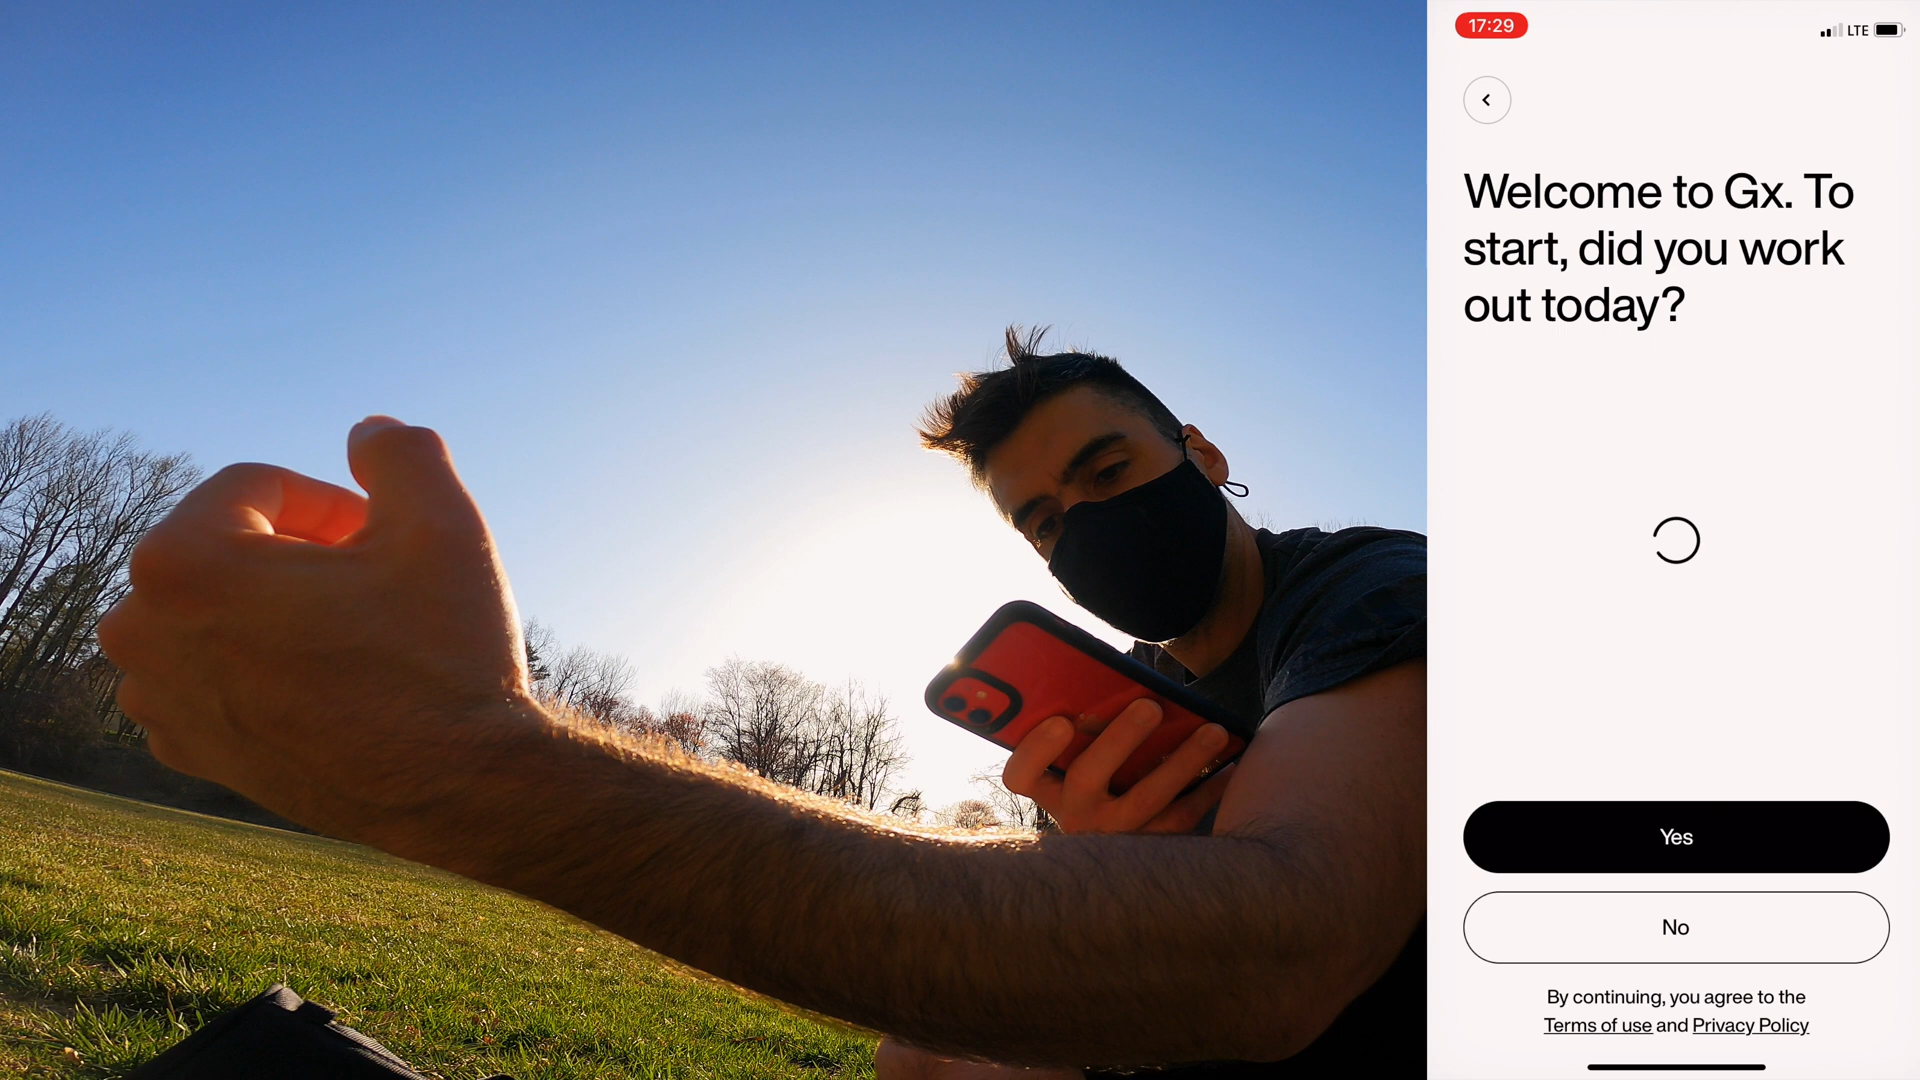 17:29
LTE
Welcome to Gx. To
start, did you work
out today?
Yes
No
By continuing, you agree to the
Terms of use and Privacy Policy